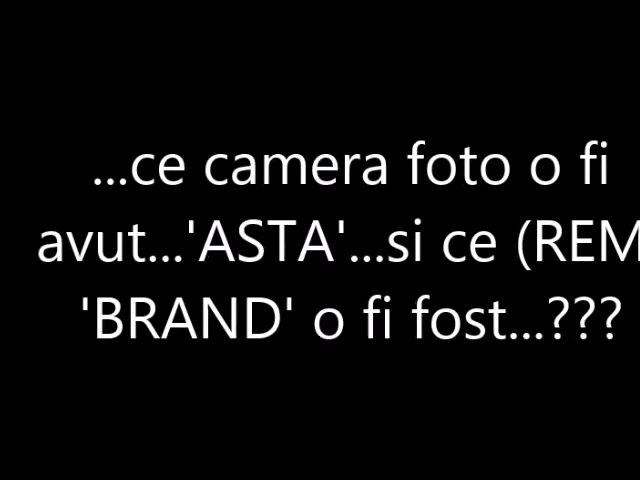 ...ce camera foto o fi
avut...'ASTA'...si ce (REM
'BRAND' o fi fost...???